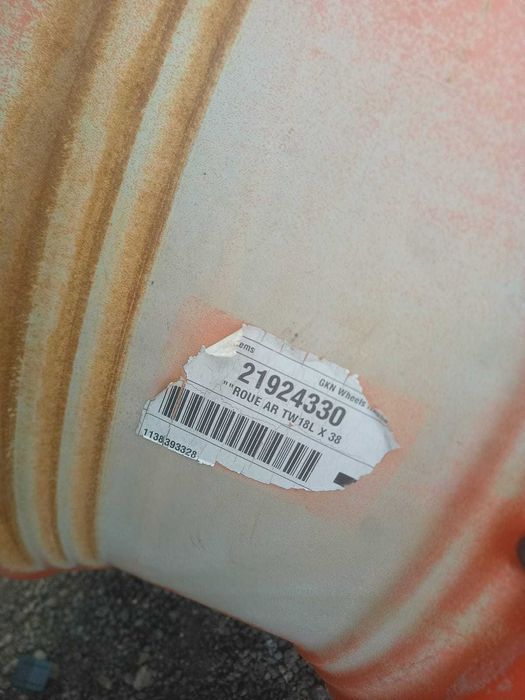 ems
GKN Wheels
21924330
""ROUE AR TW18L X 38
1138393328